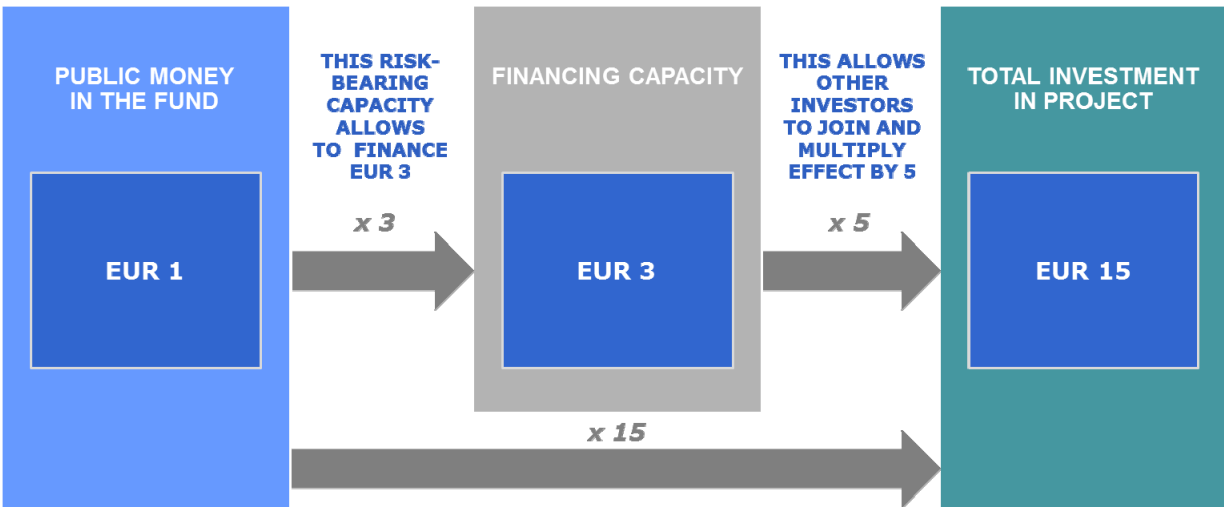 PUBLIC MONEY
IN THE FUND
EUR 1
THIS RISK-
BEARING
CAPACITY
ALLOWS
TO FINANCE
EUR 3
x 3
FINANCING CAPACITY
EUR 3
THIS ALLOWS
OTHER
INVESTORS
TO JOIN AND
MULTIPLY
EFFECT BY 5
x 5
TOTAL INVESTMENT
IN PROJECT
EUR 15
x 15